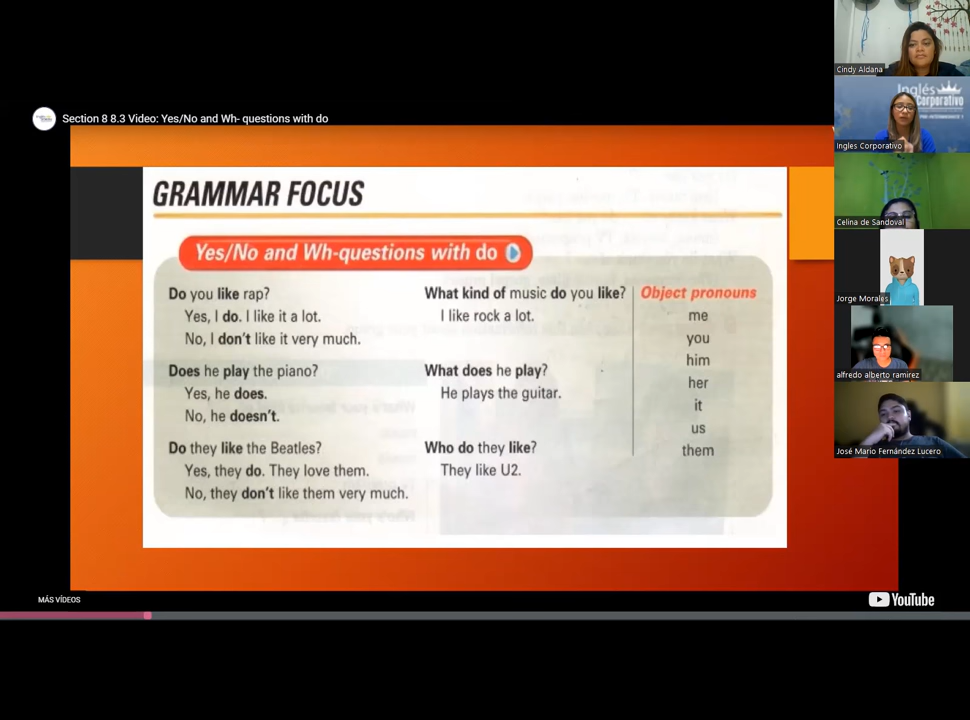 Section 8 8.3 Video: Yes/No and Wh- questions with do
GRAMMAR FOCUS
Yes/No and Wh-questions with do
Do you like rap?
Yes, I do. I like it a lot.
No, I don't like it very much.
Does he play the piano?
Yes, he does.
No, he doesn't.
Do they like the Beatles?
Yes, they do. They love them.
No, they don't like them very much.
What kind of music do you like?
I like rock a lot.
What does he play?
He plays the guitar.
Who do they like?
They like U2.
Object pronouns
me
you
him
her
it
us
them
MÁS VÍDEOS
YouTube
Cindy Aldana
Inglés
Corporativo
Ingles Corporativo
Celina de Sandoval
Jorge Morales
alfredo alberto ramirez
José Mario Fernández Lucero